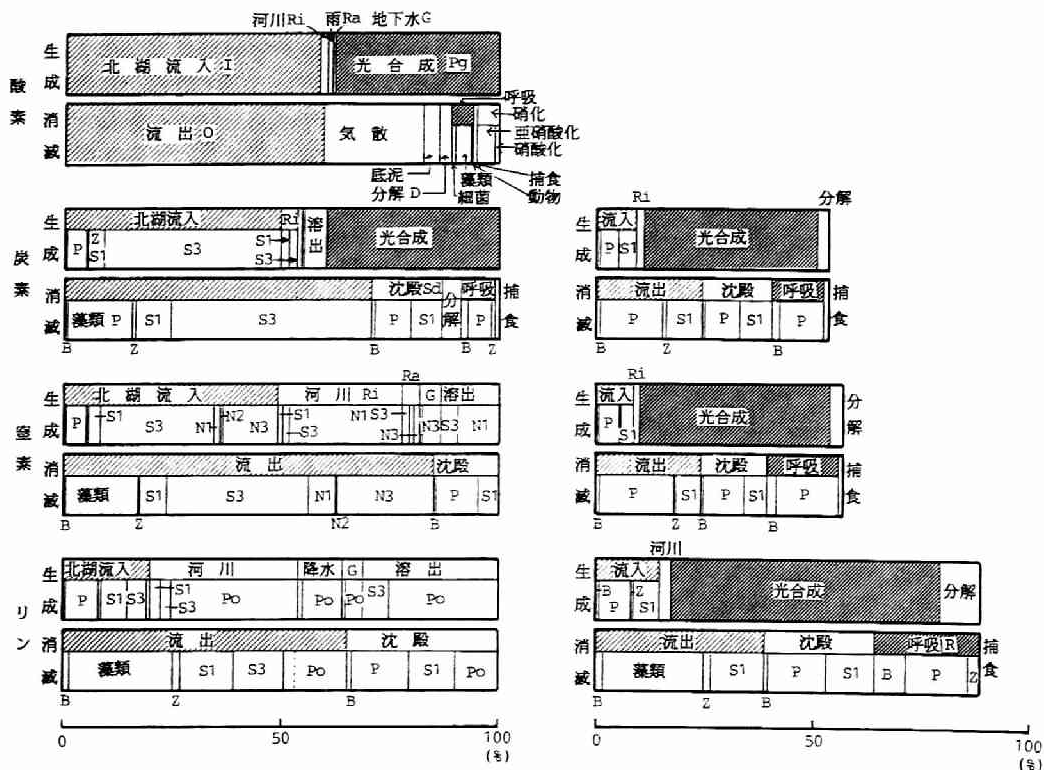 河川Ri 雨Ra 地下水G
酸素
生成
北湖流入 I
光合成 Pg
消滅
流出 O
気散
呼吸
硝化
亜硝酸化
硝酸化
底泥
分解 D
藻類
細菌
捕食
動物
炭素
生成
北湖流入
Ri
溶出
光合成
P
Z
S1
S3
S1
S3
消滅
沈殿Sd
分解
呼吸
捕食
藻類 P
S1
S3
P
S1
P
B
Z
B
B
Z
Ri
分解
生成
流入
P
S1
光合成
消滅
流出
沈殿
呼吸
捕食
P
S1
P
S1
P
B
Z
B
窒素
Ra
生成
北湖流入
河川 Ri
G
溶出
P
S1
S3
N1
N2
N3
S1
S3
N1
S3
N3
N3
S3
N1
消滅
流出
沈殿
藻類
S1
S3
N1
N3
P
S1
B
Z
N2
B
Ri
生成
流入
P
S1
光合成
分解
消滅
流出
沈殿
呼吸
捕食
P
S1
P
S1
P
B
Z
B
B
リン
生成
北湖流入
河川
降水
G
溶出
P
S1
S3
S1
S3
Po
Po
Po
S3
Po
消滅
流出
沈殿
藻類
S1
S3
Po
P
S1
Po
B
Z
B
河川
生成
流入
B
P
Z
S1
光合成
分解
消滅
流出
沈殿
呼吸R
捕食
藻類
S1
P
S1
B
P
Z
B
Z
B
0
50
100
(%)
0
50
100
(%)